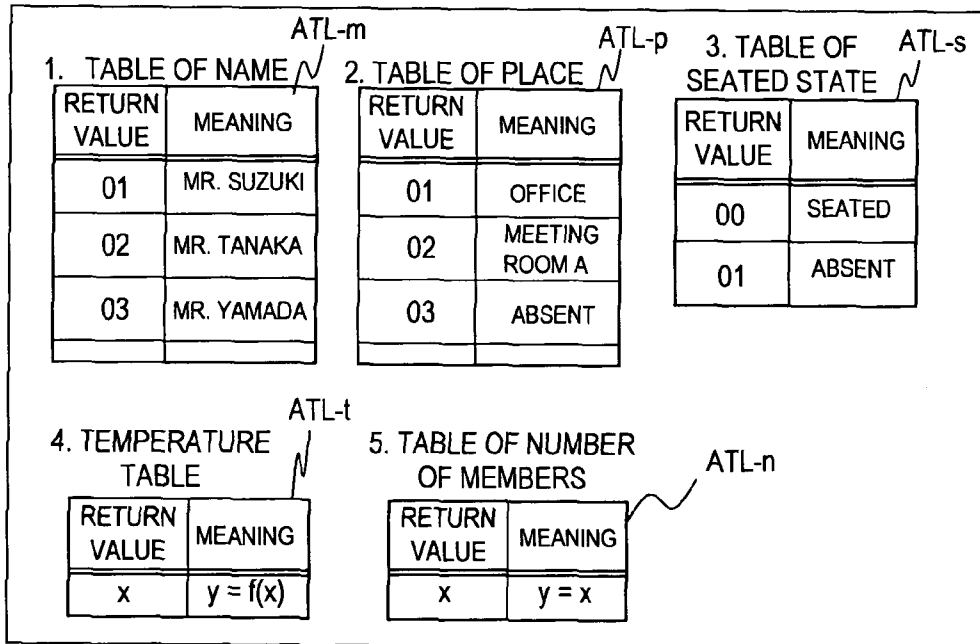 ATL-m
1. TABLE OF NAME
RETURN VALUE MEANING
01 MR. SUZUKI
02 MR. TANAKA
03 MR. YAMADA
ATL-p
2. TABLE OF PLACE
RETURN VALUE MEANING
01 OFFICE
02 MEETING ROOM A
03 ABSENT
ATL-s
3. TABLE OF
SEATED STATE
RETURN VALUE MEANING
00 SEATED
01 ABSENT
ATL-t
4. TEMPERATURE
TABLE
RETURN VALUE MEANING
x y = f(x)
ATL-n
5. TABLE OF NUMBER
OF MEMBERS
RETURN VALUE MEANING
x y = x